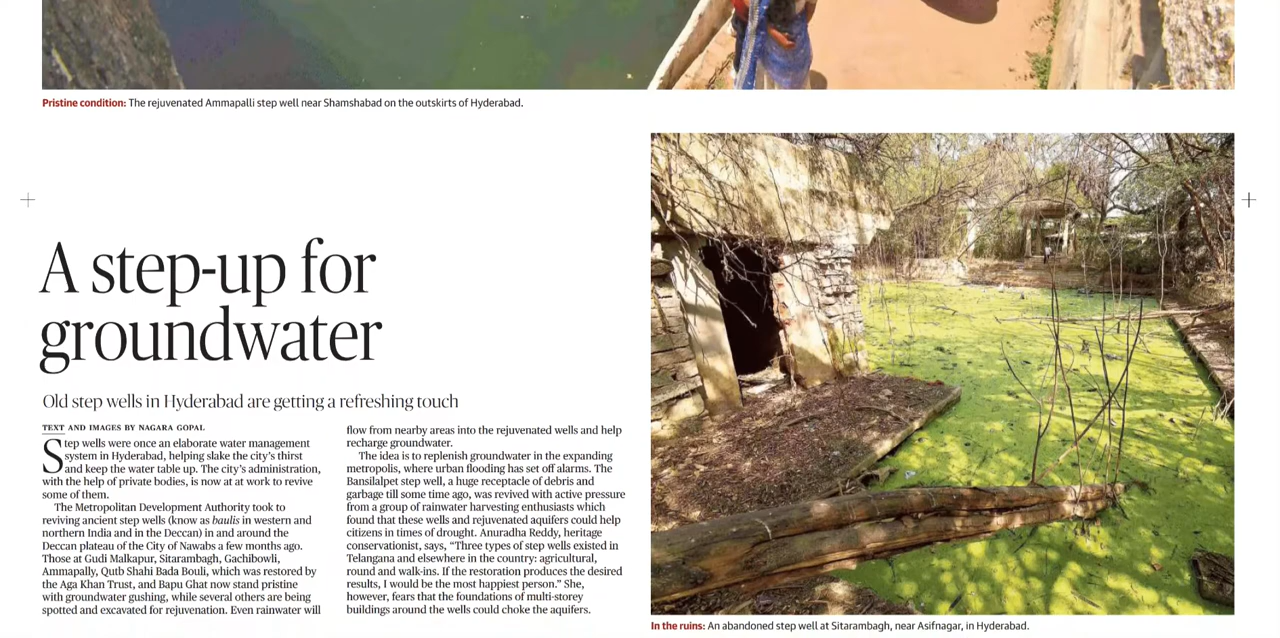 Pristine condition: The rejuvenated Ammapalli step well near Shamshabad on the outskirts of Hyderabad.
A step-up for
groundwater
Old step wells in Hyderabad are getting a refreshing touch
TEXT AND IMAGES BY NAGARA GOPAL
Step wells were once an elaborate water management
system in Hyderabad, helping slake the city's thirst
and keep the water table up. The city's administration,
with the help of private bodies, is now at at work to revive
some of them.
The Metropolitan Development Authority took to
reviving ancient step wells (know as baulis in western and
northern India and in the Deccan) in and around the
Deccan plateau of the City of Nawabs a few months ago.
Those at Gudi Malkapur, Sitarambagh, Gachibowli,
Ammapally, Qutb Shahi Bada Bouli, which was restored by
the Aga Khan Trust, and Bapu Ghat now stand pristine
with groundwater gushing, while several others are being
spotted and excavated for rejuvenation. Even rainwater will
flow from nearby areas into the rejuvenated wells and help
recharge groundwater.
The idea is to replenish groundwater in the expanding
metropolis, where urban flooding has set off alarms. The
Bansilalpet step well, a huge receptacle of debris and
garbage till some time ago, was revived with active pressure
from a group of rainwater harvesting enthusiasts which
found that these wells and rejuvenated aquifers could help
citizens in times of drought. Anuradha Reddy, heritage
conservationist, says, “Three types of step wells existed in
Telangana and elsewhere in the country: agricultural,
round and walk-ins. If the restoration produces the desired
results, I would be the most happiest person.” She,
however, fears that the foundations of multi-storey
buildings around the wells could choke the aquifers.
In the ruins: An abandoned step well at Sitarambagh, near Asifnagar, in Hyderabad.